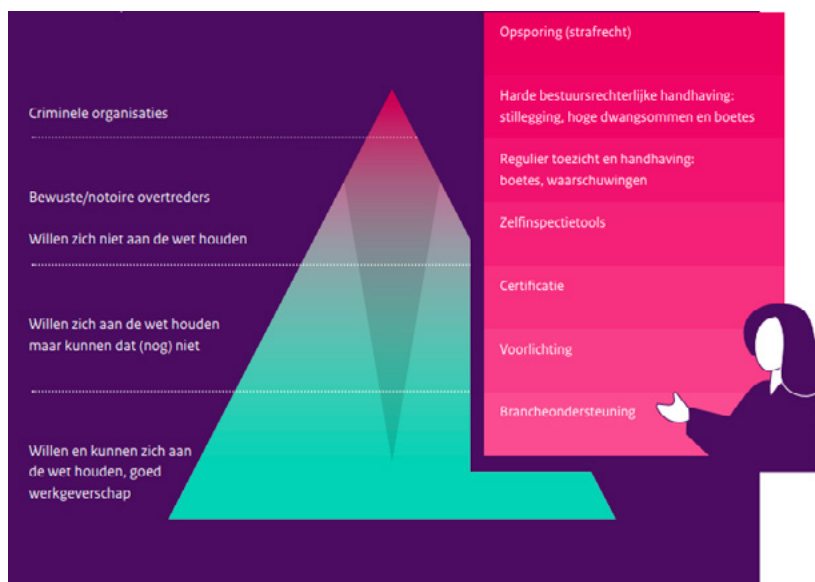 Criminele organisaties
Bewuste/notoire overtreders
Willen zich niet aan de wet houden
Willen zich aan de wet houden
maar kunnen dat (nog) niet
Willen en kunnen zich aan
de wet houden, goed
werkgeverschap
Opsporing (strafrecht)
Harde bestuursrechterlijke handhaving:
stillegging, hoge dwangsommen en boetes
Regulier toezicht en handhaving:
boetes, waarschuwingen
Zelfinspectietools
Certificatie
Voorlichting
Brancheondersteuning